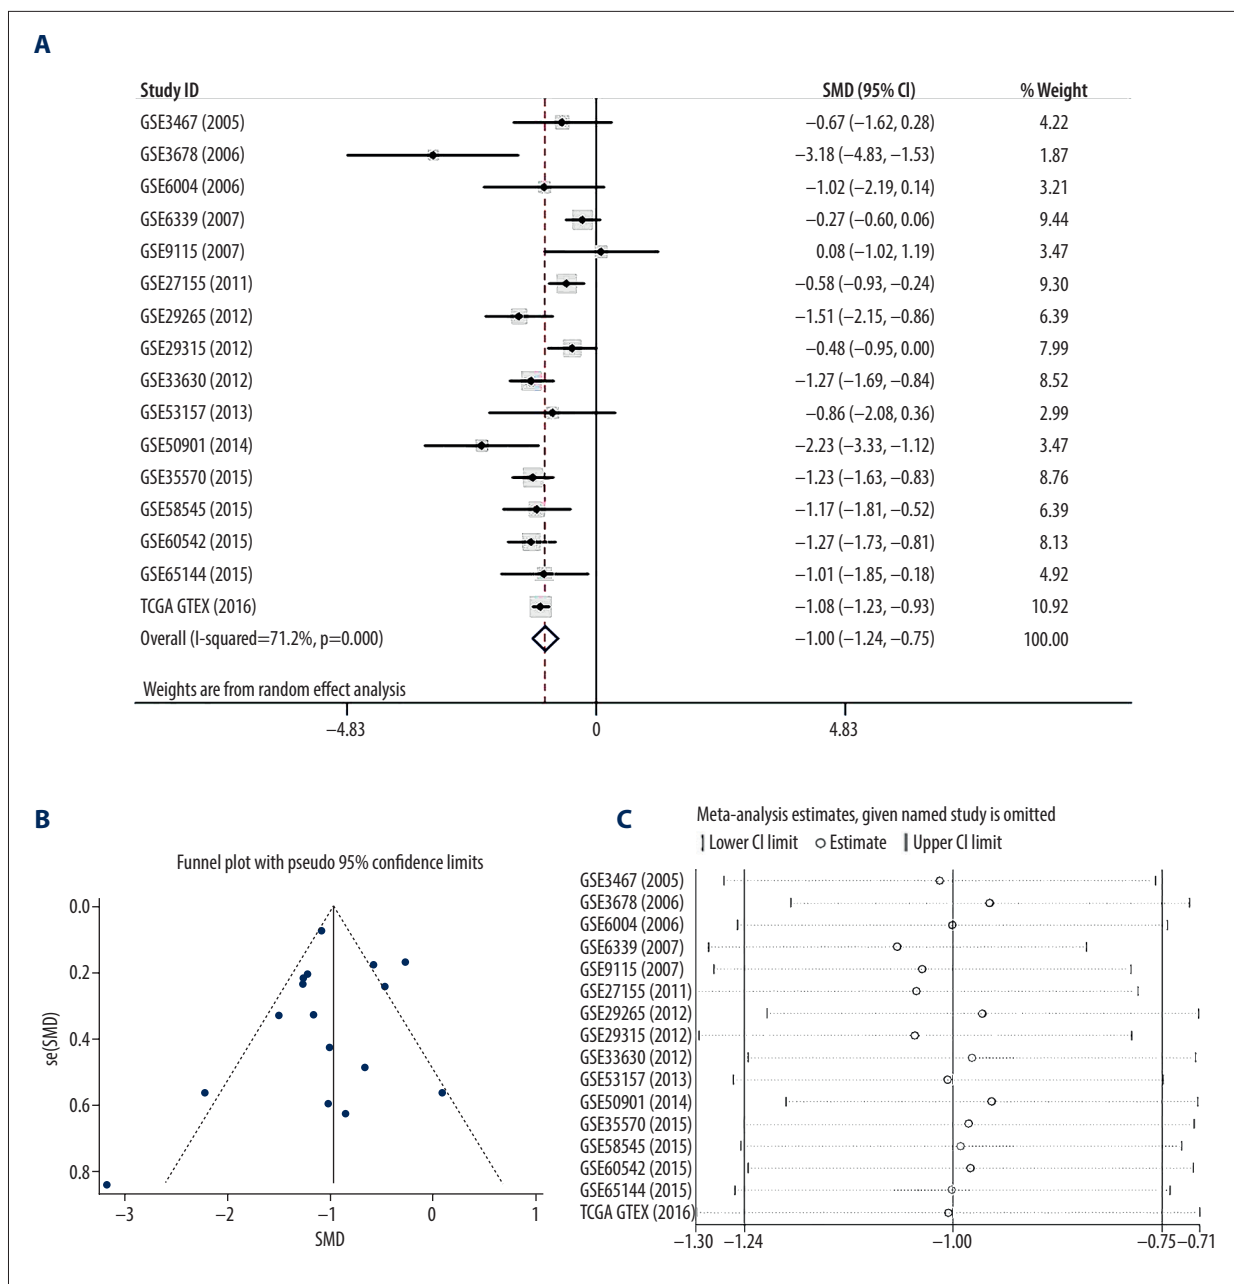 A
Study ID SMD (95% CI) % Weight
GSE3467 (2005) −0.67 (−1.62, 0.28) 4.22
GSE3678 (2006) −3.18 (−4.83, −1.53) 1.87
GSE6004 (2006) −1.02 (−2.19, 0.14) 3.21
GSE6339 (2007) −0.27 (−0.60, 0.06) 9.44
GSE9115 (2007) 0.08 (−1.02, 1.19) 3.47
GSE27155 (2011) −0.58 (−0.93, −0.24) 9.30
GSE29265 (2012) −1.51 (−2.15, −0.86) 6.39
GSE29315 (2012) −0.48 (−0.95, 0.00) 7.99
GSE33630 (2012) −1.27 (−1.69, −0.84) 8.52
GSE53157 (2013) −0.86 (−2.08, 0.36) 2.99
GSE50901 (2014) −2.23 (−3.33, −1.12) 3.47
GSE35570 (2015) −1.23 (−1.63, −0.83) 8.76
GSE58545 (2015) −1.17 (−1.81, −0.52) 6.39
GSE60542 (2015) −1.27 (−1.73, −0.81) 8.13
GSE65144 (2015) −1.01 (−1.85, −0.18) 4.92
TCGA GTEX (2016) −1.08 (−1.23, −0.93) 10.92
Overall (I-squared=71.2%, p=0.000) −1.00 (−1.24, −0.75) 100.00
Weights are from random effect analysis
−4.83 0 4.83
B
Funnel plot with pseudo 95% confidence limits
0.0
0.2
0.4
0.6
0.8
se(SMD)
−3 −2 −1 0 1
SMD
C
Meta-analysis estimates, given named study is omitted
Lower CI limit Estimate Upper CI limit
GSE3467 (2005)
GSE3678 (2006)
GSE6004 (2006)
GSE6339 (2007)
GSE9115 (2007)
GSE27155 (2011)
GSE29265 (2012)
GSE29315 (2012)
GSE33630 (2012)
GSE53157 (2013)
GSE50901 (2014)
GSE35570 (2015)
GSE58545 (2015)
GSE60542 (2015)
GSE65144 (2015)
TCGA GTEX (2016)
−1.30 −1.24 −1.00 −0.75 −0.71